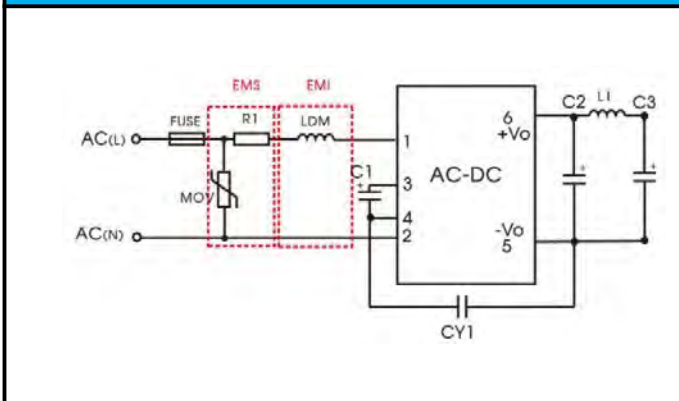 EMS EMI
FUSE R1 LDM
AC(L)
MOV
AC(N)
C1
1
3
4
2
AC-DC
6
+Vo
-Vo
5
C2 L1 C3
+
+
+
CY1